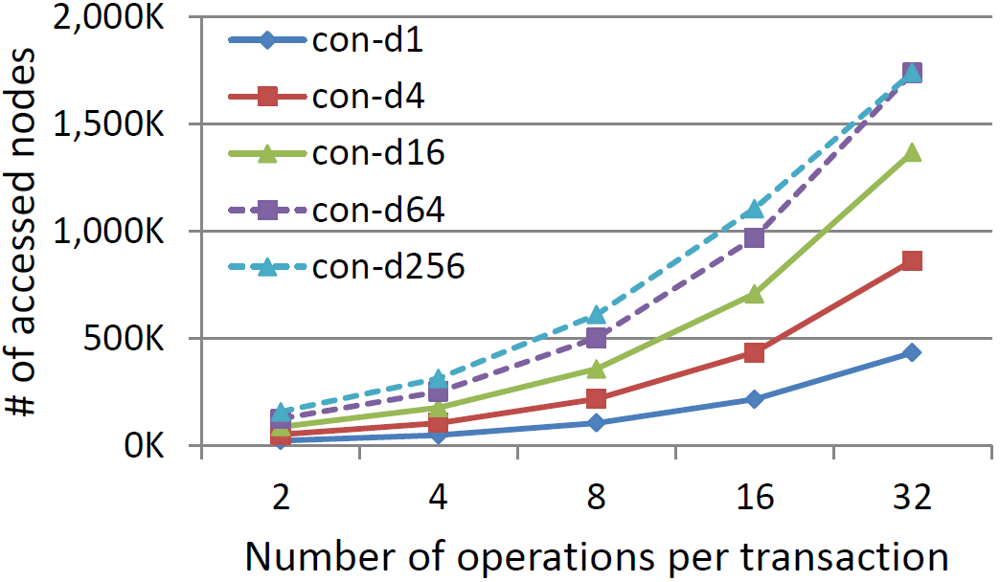 # of accessed nodes
2,000K
1,500K
1,000K
500K
0K
con-d1
con-d4
con-d16
con-d64
con-d256
2 4 8 16 32
Number of operations per transaction